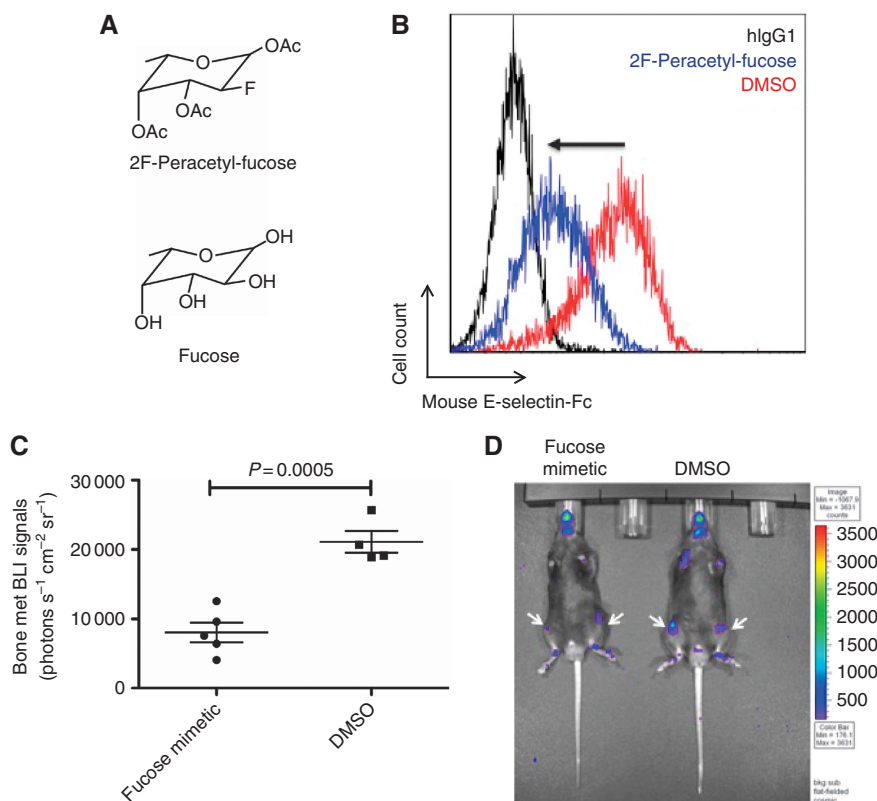 A
OAc
O
F
OAc
OAc
2F-Peracetyl-fucose
OH
O
OH
OH
OH
Fucose
B
hIgG1
2F-Peracetyl-fucose
DMSO
Cell count
Mouse E-selectin-Fc
C
P = 0.0005
Bone met BLI signals
(photons s⁻¹ cm⁻² sr⁻¹)
30 000
20 000
10 000
0
Fucose mimetic
DMSO
D
Fucose
mimetic
DMSO
Image
Min = -1067.9
Max = 3631
counts
3500
3000
2500
2000
1500
1000
500
Color Bar
Min = 176.1
Max = 3631
bkg sub
flat-fielded
cosmic